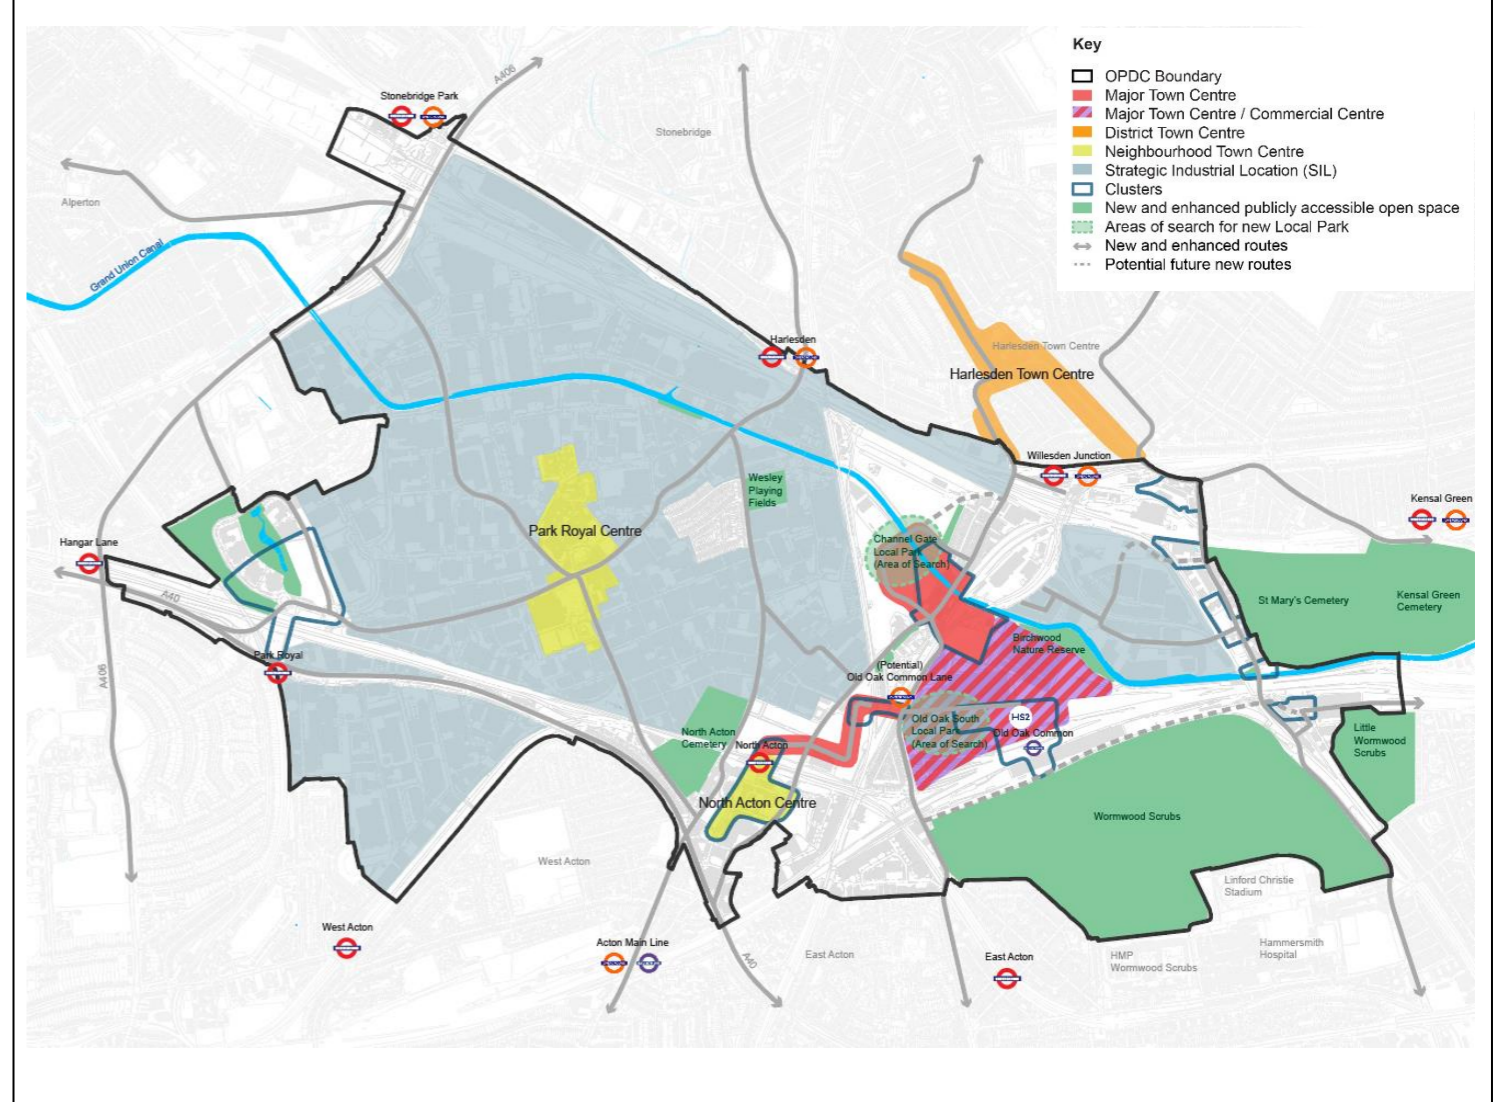 Key
OPDC Boundary
Major Town Centre
Major Town Centre / Commercial Centre
District Town Centre
Neighbourhood Town Centre
Strategic Industrial Location (SIL)
Clusters
New and enhanced publicly accessible open space
Areas of search for new Local Park
New and enhanced routes
Potential future new routes
A406
Stonebridge Park
Stonebridge
Alperton
Grand Union Canal
Harlesden
Harlesden Town Centre
Harlesden Town Centre
Willesden Junction
Kensal Green
Wesley
Playing
Fields
Park Royal Centre
Channel Gate
Local Park
(Area of Search)
Hangar Lane
A40
St Mary's Cemetery
Kensal Green
Cemetery
Birchwood
Nature Reserve
Park Royal
A406
(Potential)
Old Oak Common Lane
Old Oak South
Local Park
(Area of Search)
HS2
Old Oak Common
North Acton
Cemetery
North Acton
Little
Wormwood
Scrubs
North Acton Centre
Wormwood Scrubs
West Acton
Linford Christie
Stadium
West Acton
Acton Main Line
A40
East Acton
East Acton
HMP
Wormwood Scrubs
Hammersmith
Hospital